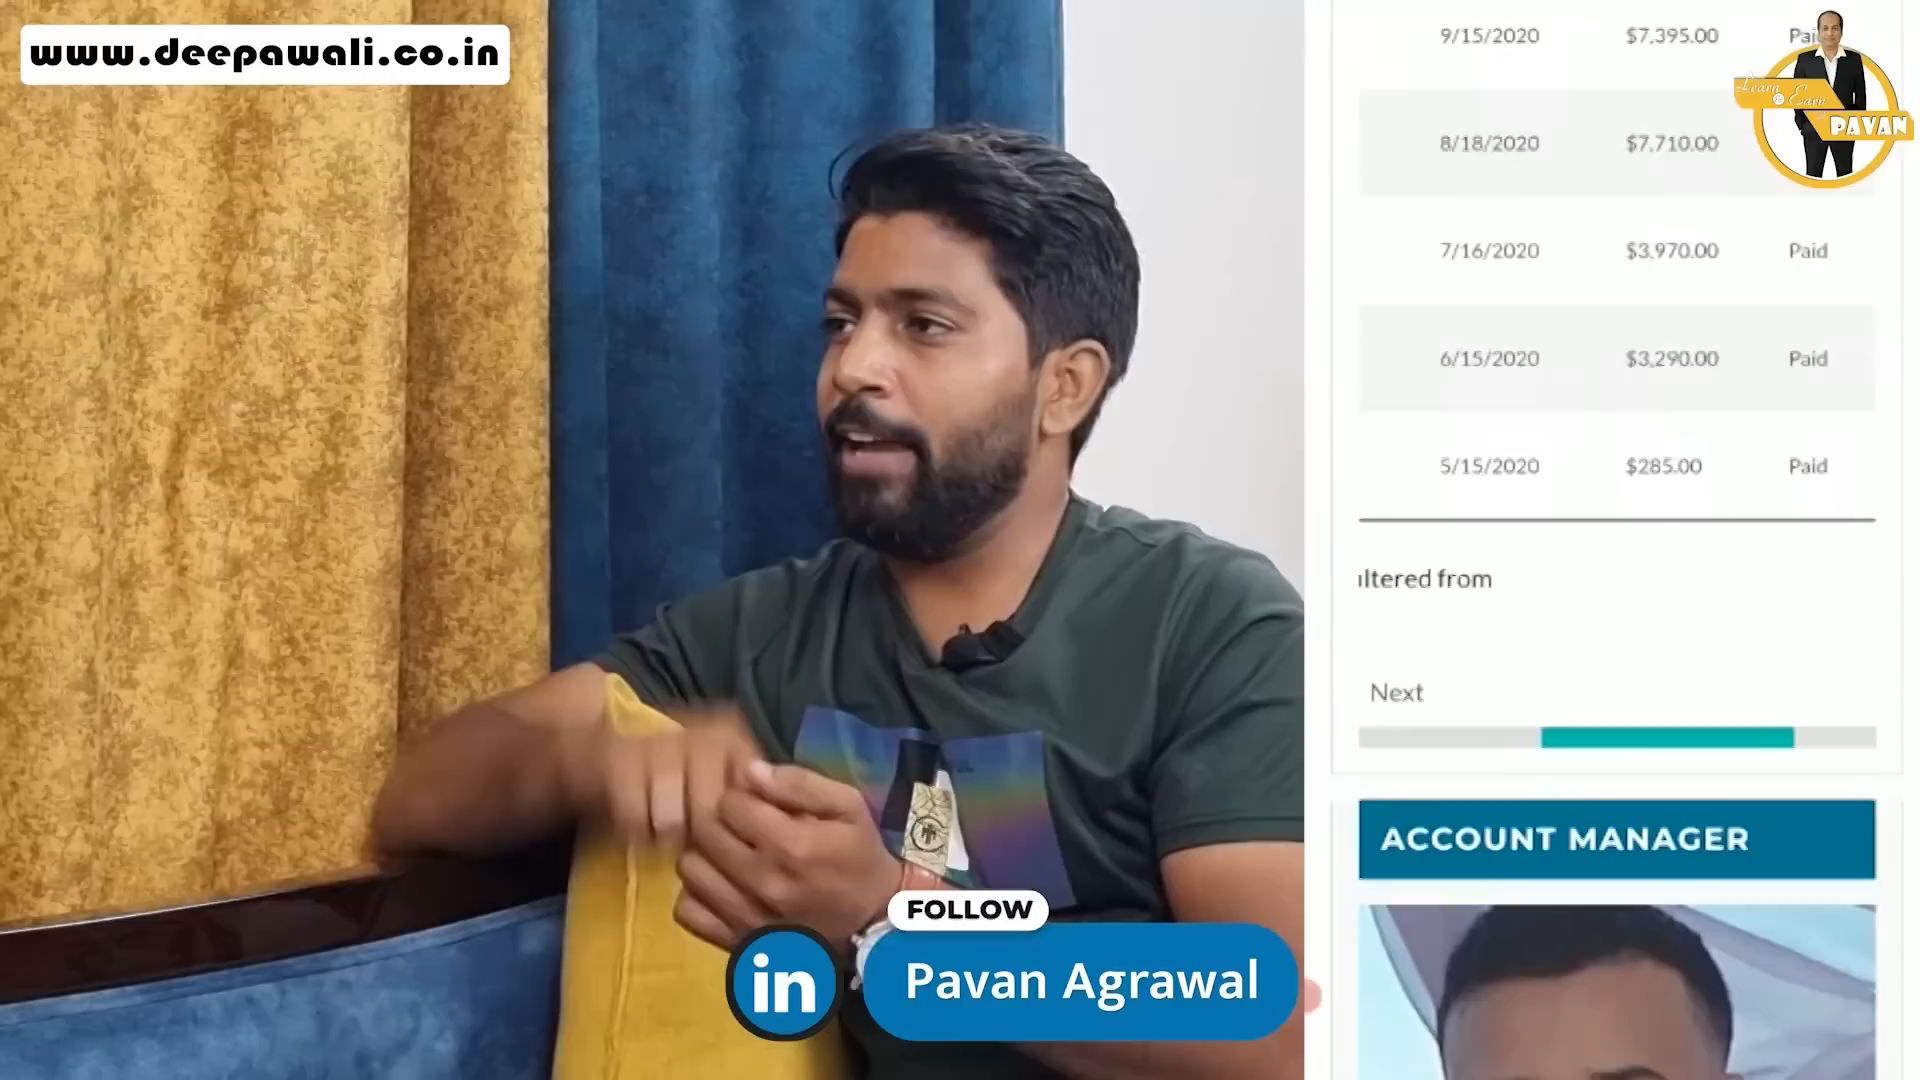 www.deepawali.co.in
9/15/2020 $7,395.00 Paid
8/18/2020 $7,710.00
7/16/2020 $3,970.00 Paid
6/15/2020 $3,290.00 Paid
5/15/2020 $285.00 Paid
ltered from
Next
ACCOUNT MANAGER
Learn
Earn
PAVAN
FOLLOW
in
Pavan Agrawal